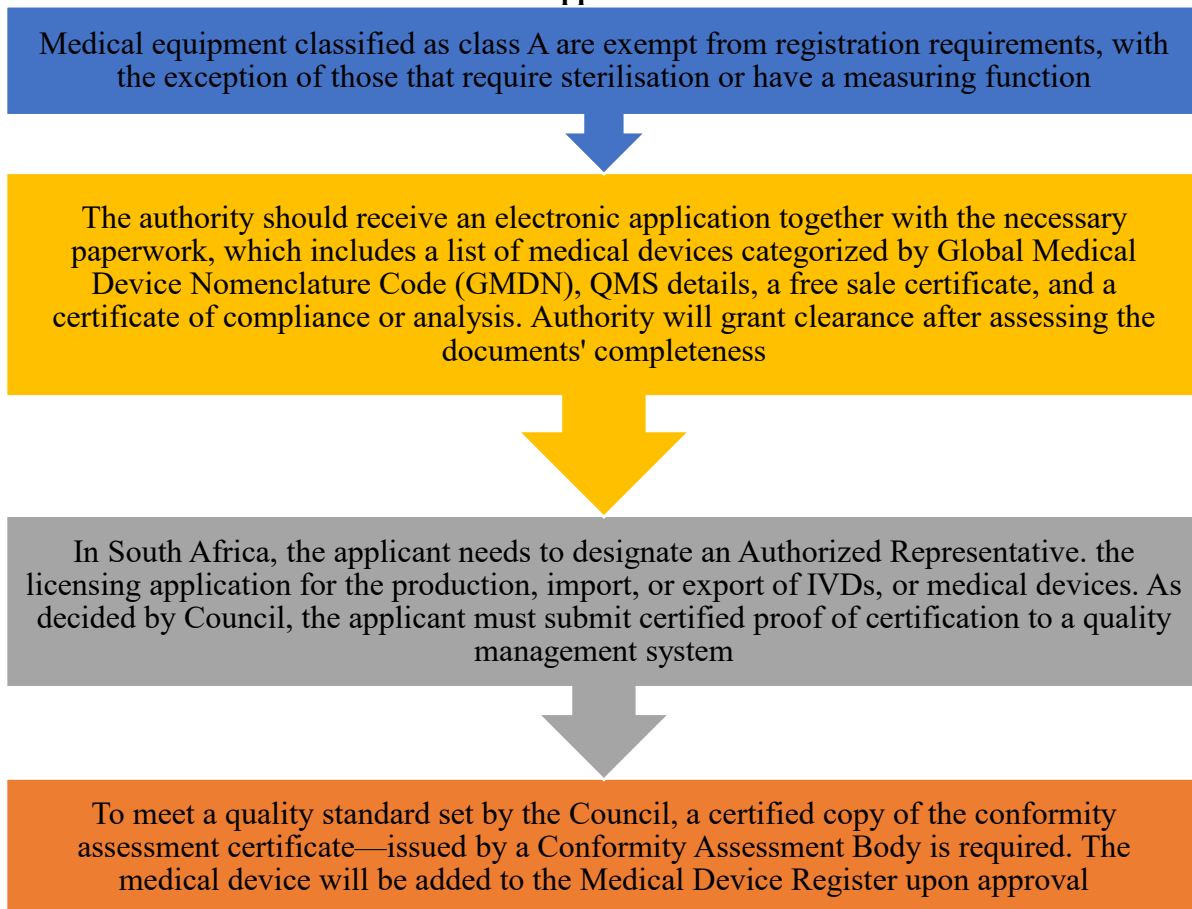 Medical equipment classified as class A are exempt from registration requirements, with
the exception of those that require sterilisation or have a measuring function
The authority should receive an electronic application together with the necessary
paperwork, which includes a list of medical devices categorized by Global Medical
Device Nomenclature Code (GMDN), QMS details, a free sale certificate, and a
certificate of compliance or analysis. Authority will grant clearance after assessing the
documents' completeness
In South Africa, the applicant needs to designate an Authorized Representative. the
licensing application for the production, import, or export of IVDs, or medical devices. As
decided by Council, the applicant must submit certified proof of certification to a quality
management system
To meet a quality standard set by the Council, a certified copy of the conformity
assessment certificate—issued by a Conformity Assessment Body is required. The
medical device will be added to the Medical Device Register upon approval